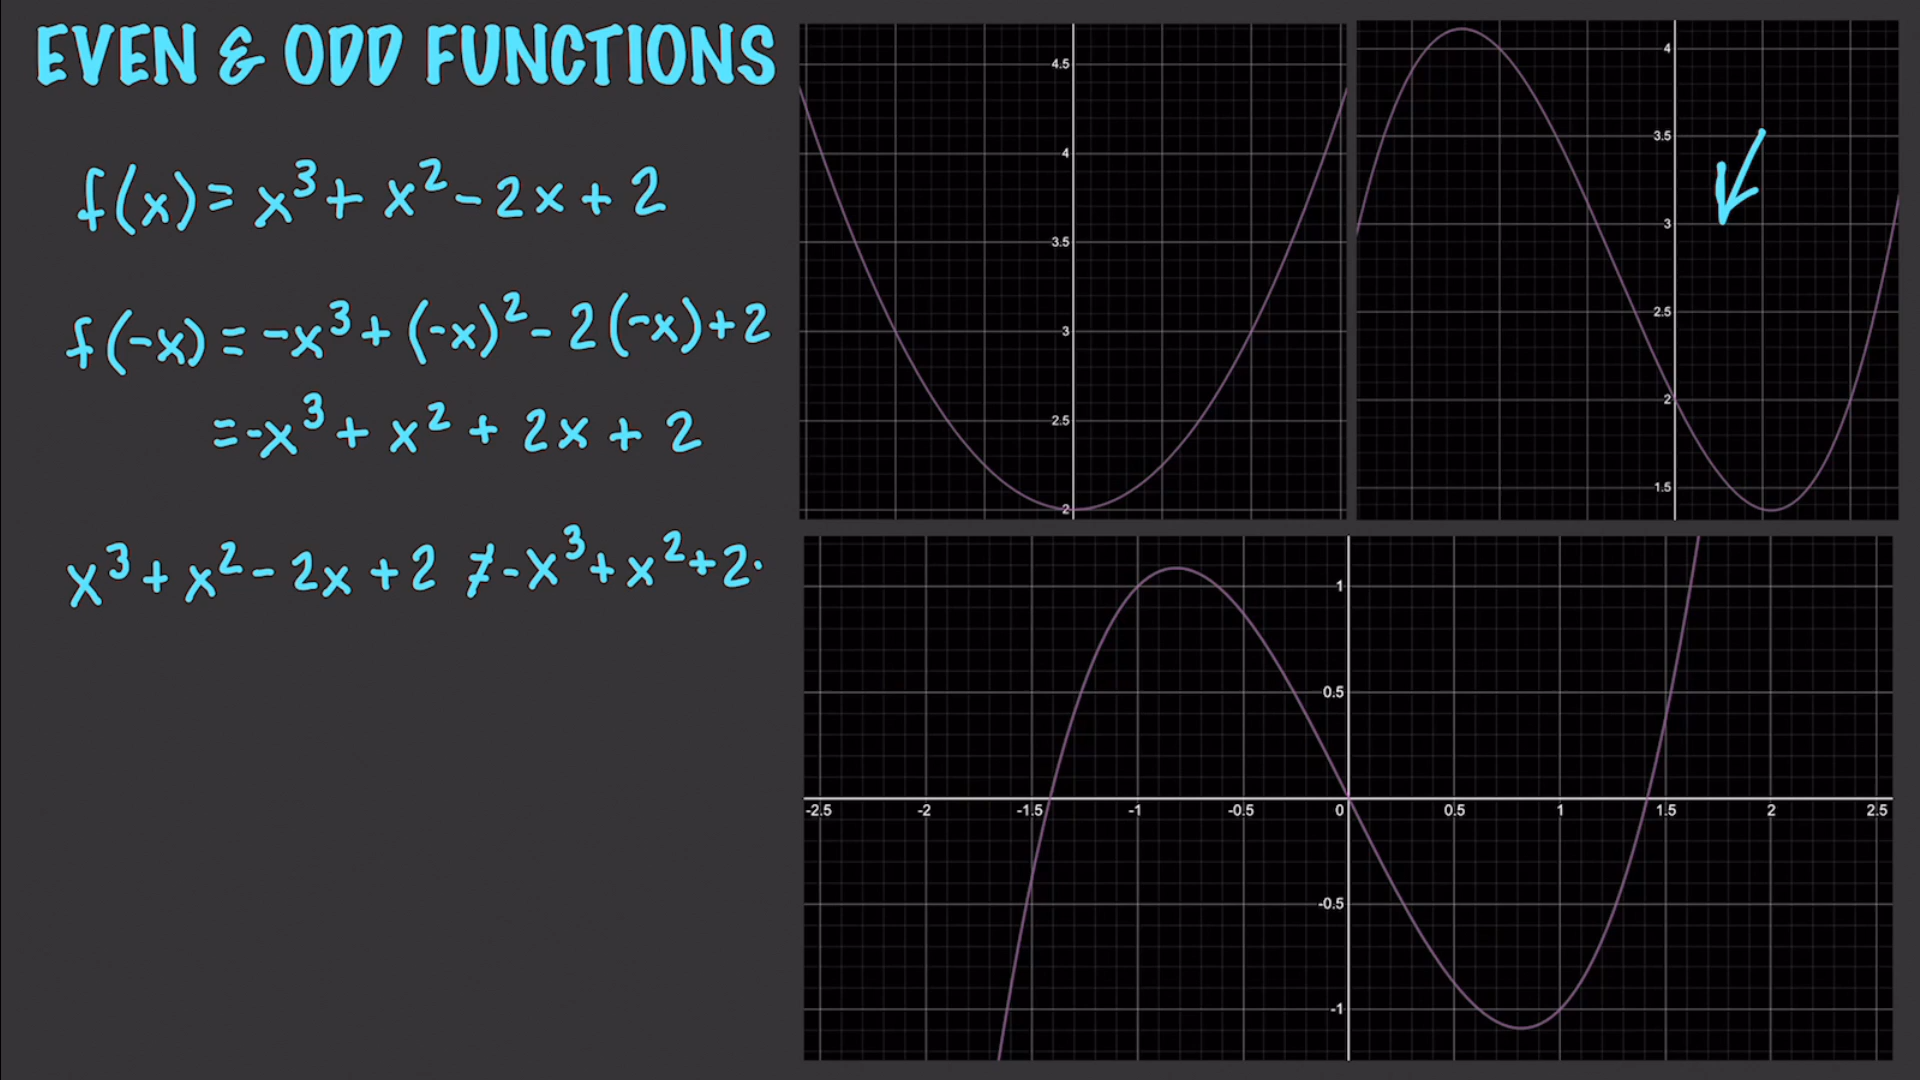 EVEN & ODD FUNCTIONS
f(x) = x³ + x² - 2x + 2
f(-x) = -x³ + (-x)² - 2(-x) + 2
= -x³ + x² + 2x + 2
x³ + x² - 2x + 2 ≠ -x³ + x² + 2
4.5
4
3.5
3
2.5
2
4
3.5
3
2.5
2
1.5
1
0.5
-2.5 -2 -1.5 -1 -0.5 0 0.5 1 1.5 2 2.5
-0.5
-1